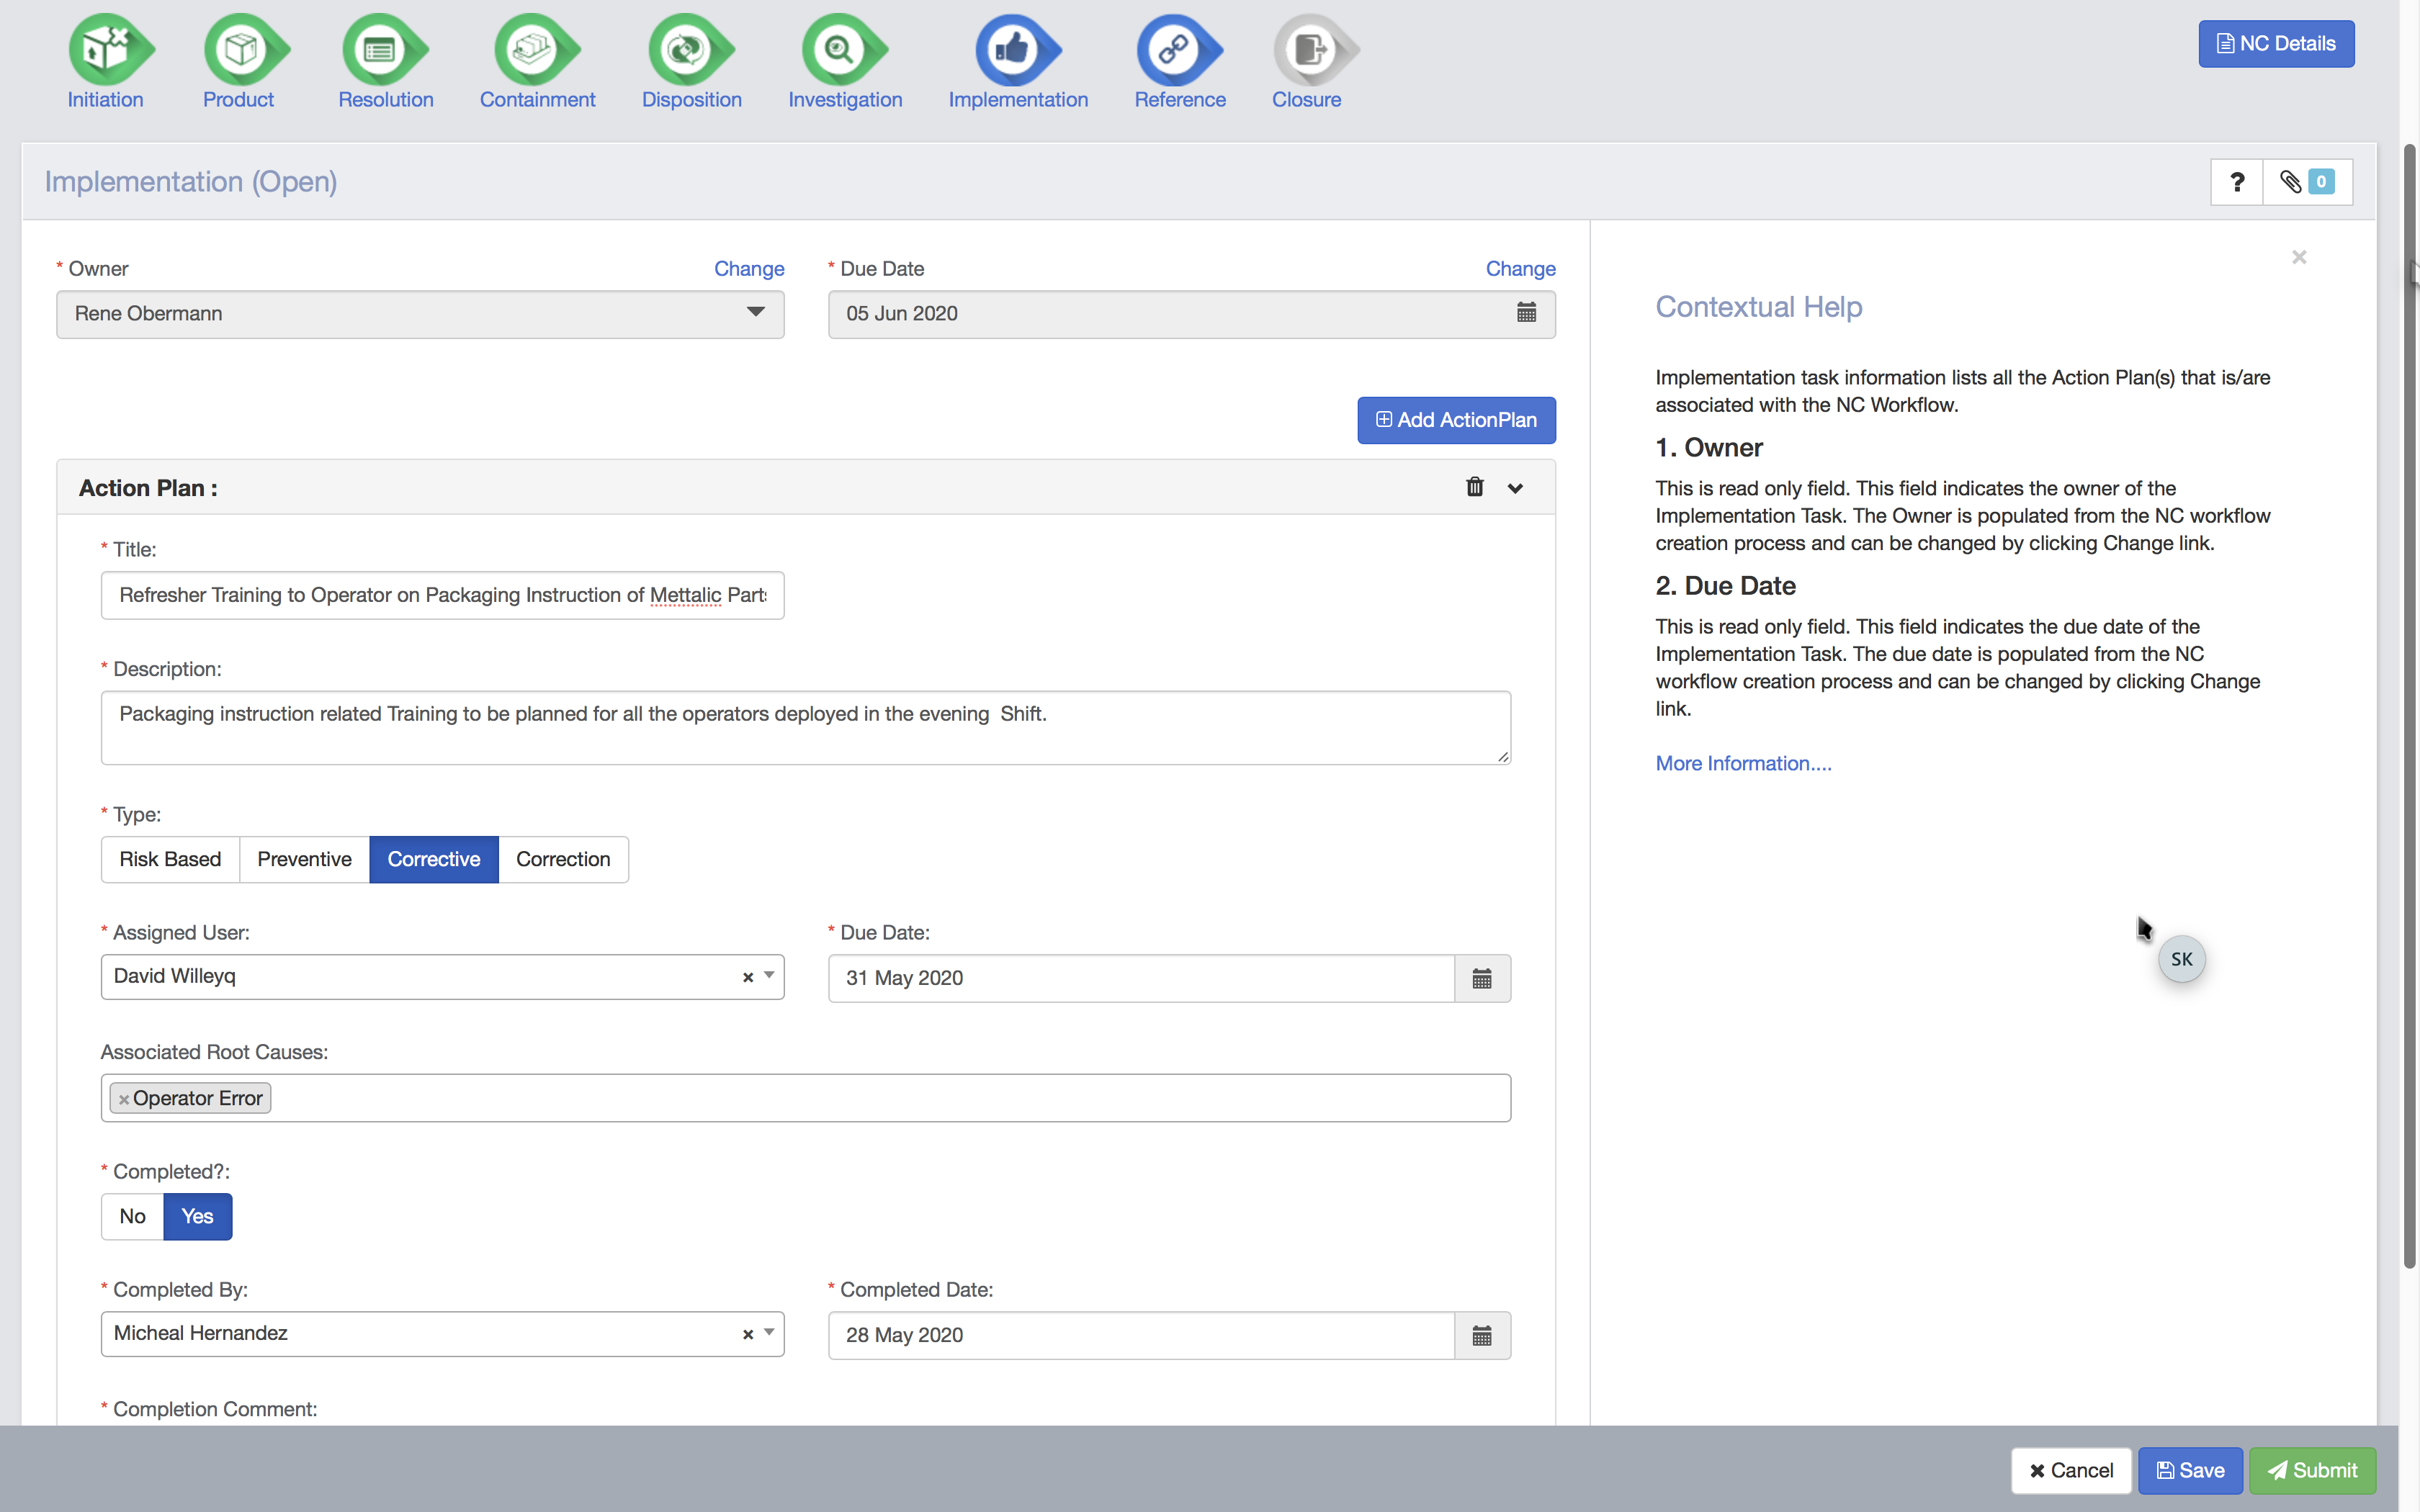 Initiation Product Resolution Containment Disposition Investigation Implementation Reference Closure
NC Details
Implementation (Open)
? 0
* Owner Change
Rene Obermann
* Due Date Change
05 Jun 2020
Add ActionPlan
Action Plan :
* Title:
Refresher Training to Operator on Packaging Instruction of Mettalic Parts
* Description:
Packaging instruction related Training to be planned for all the operators deployed in the evening  Shift.
* Type:
Risk Based Preventive Corrective Correction
* Assigned User:
David Willeyq
* Due Date:
31 May 2020
Associated Root Causes:
×Operator Error
* Completed?:
No Yes
* Completed By:
Micheal Hernandez
* Completed Date:
28 May 2020
* Completion Comment:
×
Contextual Help
Implementation task information lists all the Action Plan(s) that is/are
associated with the NC Workflow.
1. Owner
This is read only field. This field indicates the owner of the
Implementation Task. The Owner is populated from the NC workflow
creation process and can be changed by clicking Change link.
2. Due Date
This is read only field. This field indicates the due date of the
Implementation Task. The due date is populated from the NC
workflow creation process and can be changed by clicking Change
link.
More Information....
SK
Cancel Save Submit